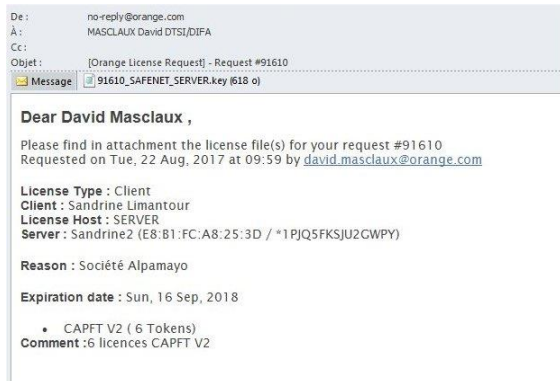 De : no-reply@orange.com
À : MASCLAUX David DTSI/DIFA
Cc :
Objet : [Orange License Request] - Request #91610
Message 91610_SAFENET_SERVER.key (618 o)
Dear David Masclaux ,
Please find in attachment the license file(s) for your request #91610
Requested on Tue, 22 Aug, 2017 at 09:59 by david.masclaux@orange.com
License Type : Client
Client : Sandrine Limantour
License Host : SERVER
Server : Sandrine2 (E8:B1:FC:A8:25:3D / *1PJQ5FKSJU2GWPY)
Reason : Société Alpamayo
Expiration date : Sun, 16 Sep, 2018
• CAPFT V2 ( 6 Tokens)
Comment :6 licences CAPFT V2